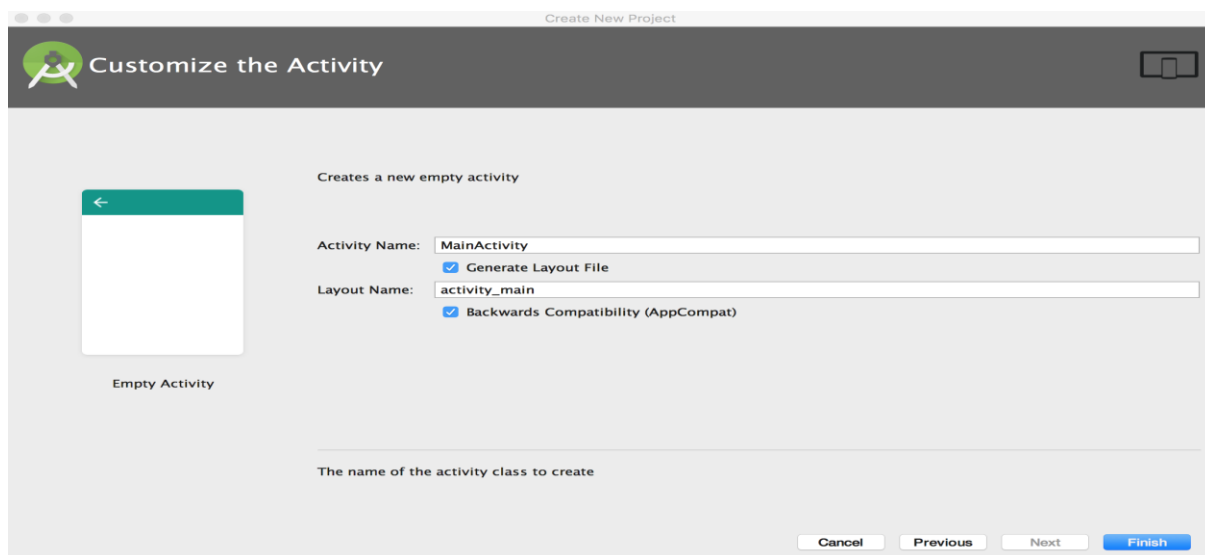 Create New Project
Customize the Activity
Creates a new empty activity
Activity Name: MainActivity
Generate Layout File
Layout Name: activity_main
Backwards Compatibility (AppCompat)
Empty Activity
The name of the activity class to create
Cancel Previous Next Finish